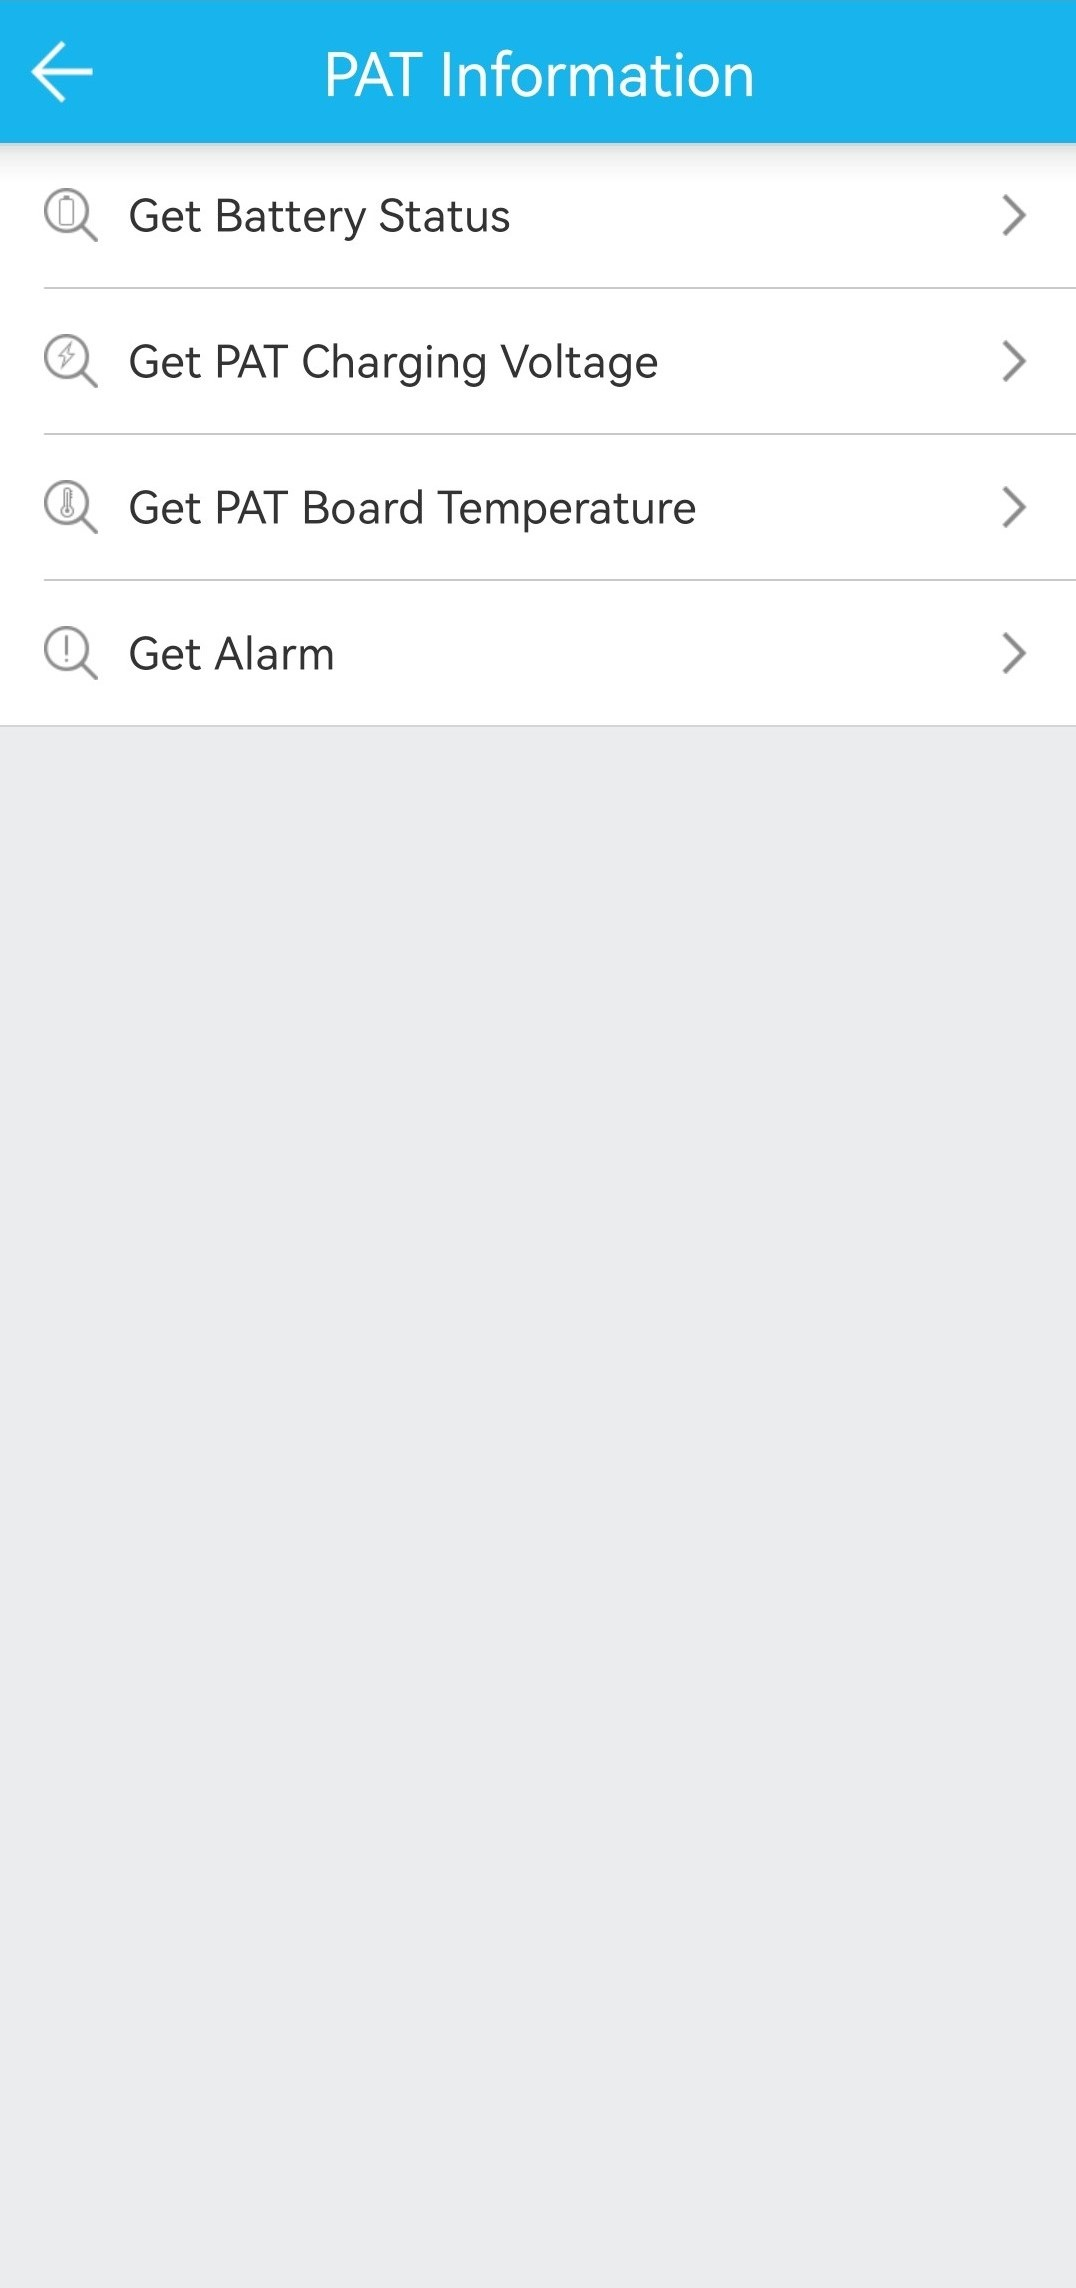 PAT Information
Get Battery Status
Get PAT Charging Voltage
Get PAT Board Temperature
Get Alarm